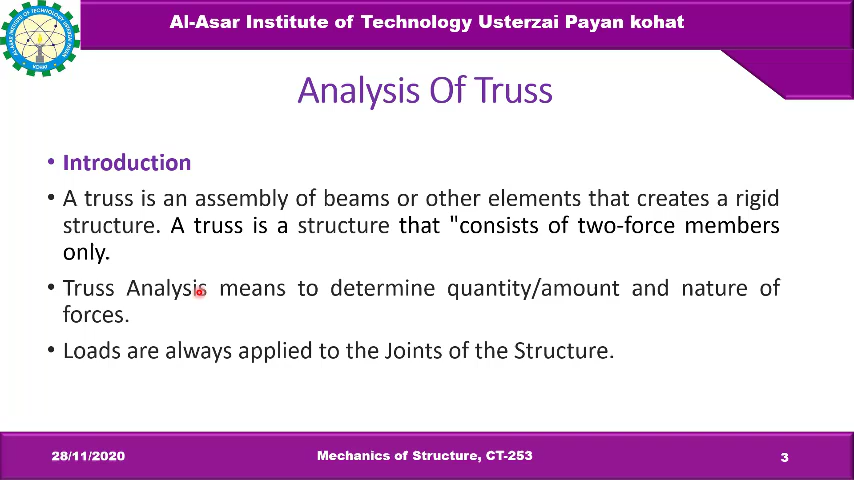 Al-Asar Institute of Technology Usterzai Payan kohat
Analysis Of Truss
• Introduction
• A truss is an assembly of beams or other elements that creates a rigid
structure. A truss is a structure that "consists of two-force members
only.
• Truss Analysis means to determine quantity/amount and nature of
forces.
• Loads are always applied to the Joints of the Structure.
28/11/2020
Mechanics of Structure, CT-253
3